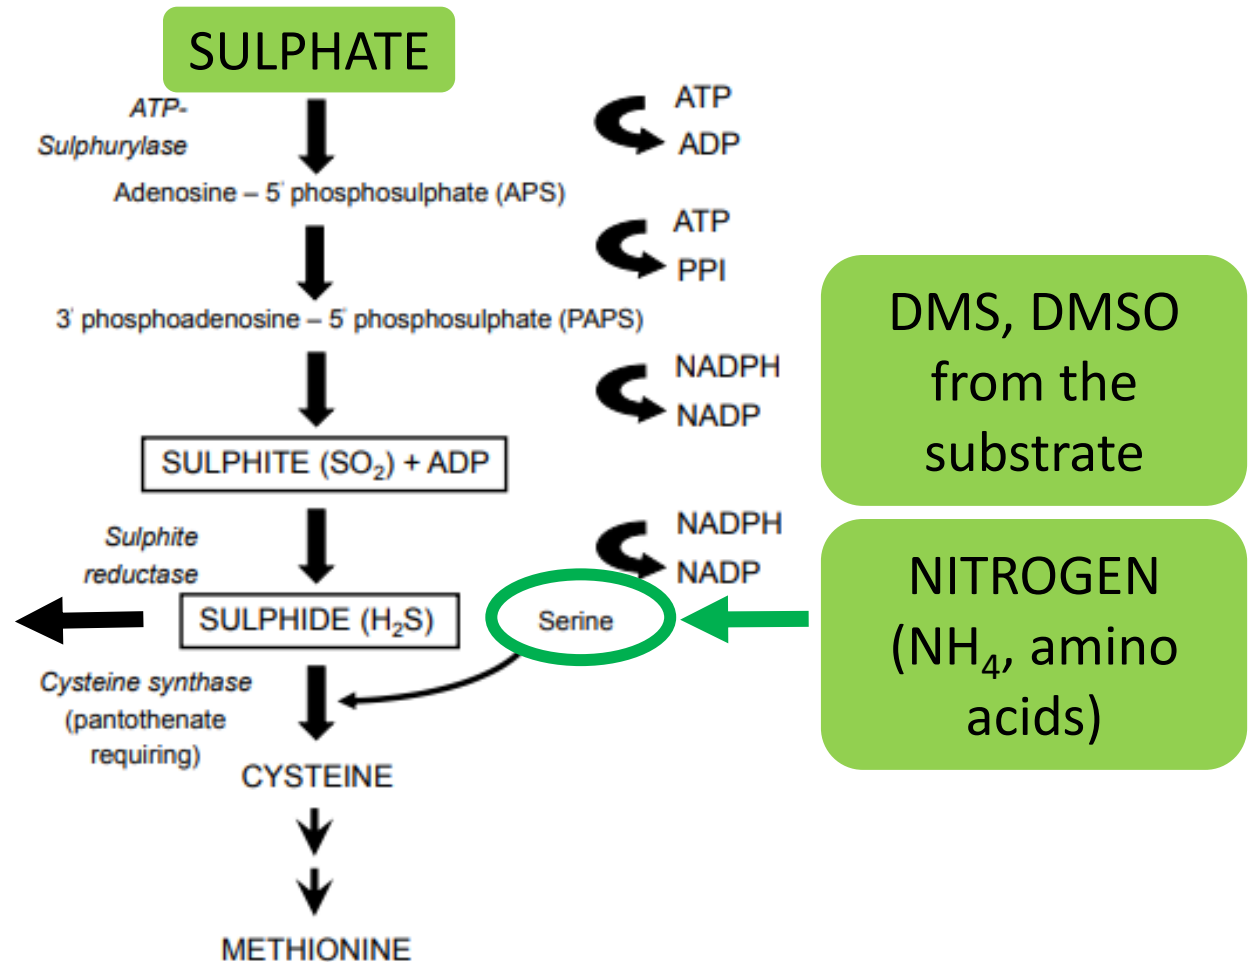 SULPHATE
ATP-
Sulphurylase
ATP
ADP
Adenosine – 5' phosphosulphate (APS)
ATP
PPI
3' phosphoadenosine – 5' phosphosulphate (PAPS)
NADPH
NADP
SULPHITE (SO₂) + ADP
Sulphite
reductase
NADPH
NADP
SULPHIDE (H₂S)
Serine
Cysteine synthase
(pantothenate
requiring)
CYSTEINE
METHIONINE
DMS, DMSO
from the
substrate
NITROGEN
(NH₄, amino
acids)